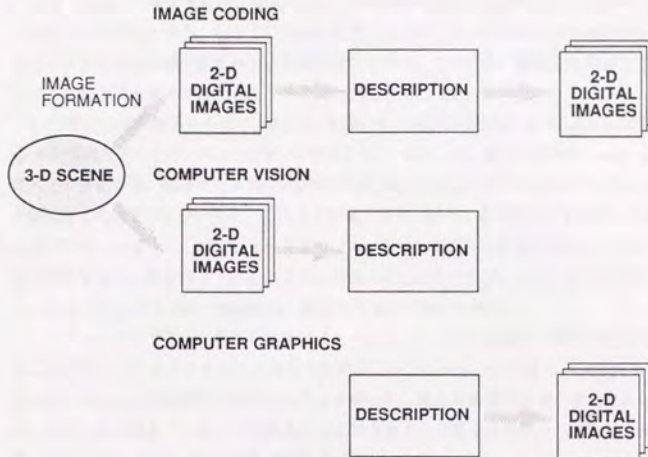 IMAGE CODING
IMAGE
FORMATION
2-D
DIGITAL
IMAGES
DESCRIPTION
2-D
DIGITAL
IMAGES
3-D SCENE
COMPUTER VISION
2-D
DIGITAL
IMAGES
DESCRIPTION
COMPUTER GRAPHICS
DESCRIPTION
2-D
DIGITAL
IMAGES